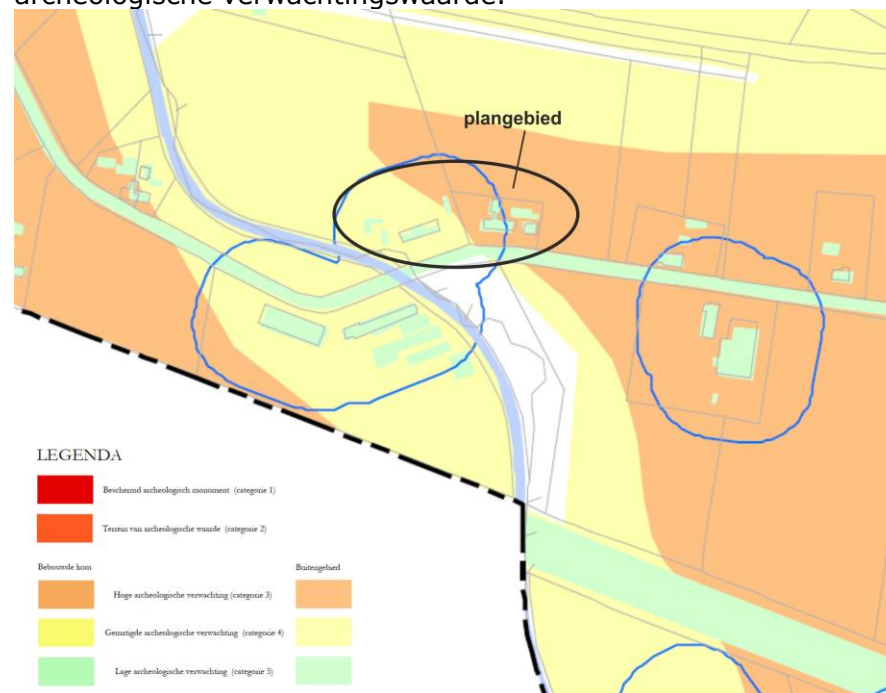 archeologische verwachtingswaarde.
plangebied
LEGENDA
Beschermd archeologisch monument (categorie 1)
Terrein van archeologische waarde (categorie 2)
Bebouwde kom
Buitengebied
Hoge archeologische verwachting (categorie 3)
Gematigde archeologische verwachting (categorie 4)
Lage archeologische verwachting (categorie 5)